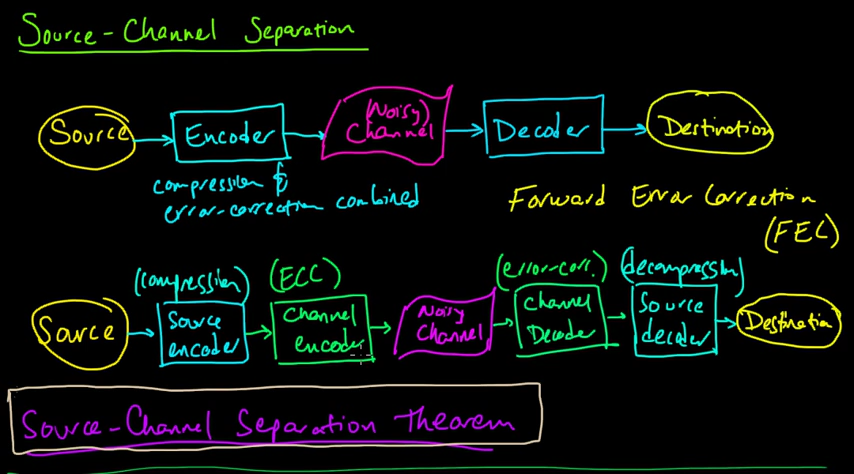 Source-Channel Separation
Source
Encoder
(Noisy)
Channel
Decoder
Destination
compression &
error-correction combined
Forward Error Correction
(FEC)
(compression)
(ECC)
(error-corr.)
(decompression)
Source
Source
encoder
Channel
encoder
Noisy
Channel
Channel
Decoder
Source
decoder
Destination
Source-Channel Separation Theorem